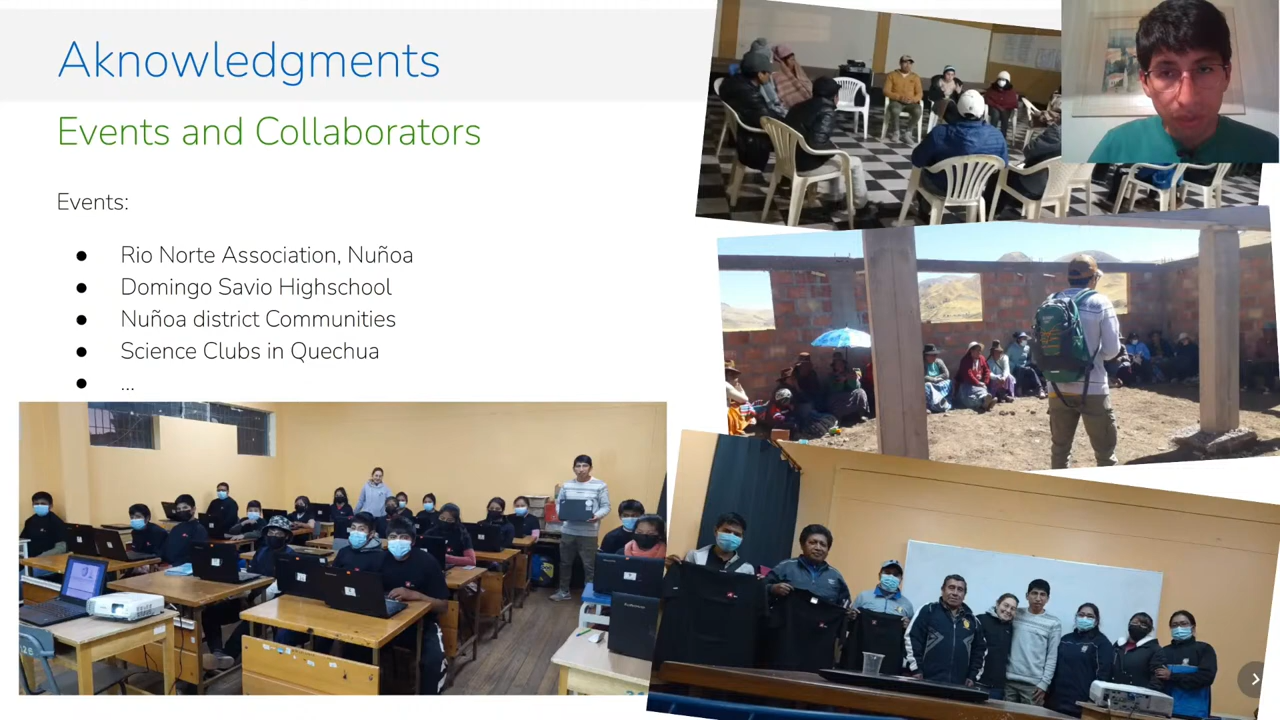 Aknowledgments
Events and Collaborators
Events:
● Rio Norte Association, Nuñoa
● Domingo Savio Highschool
● Nuñoa district Communities
● Science Clubs in Quechua
● ...